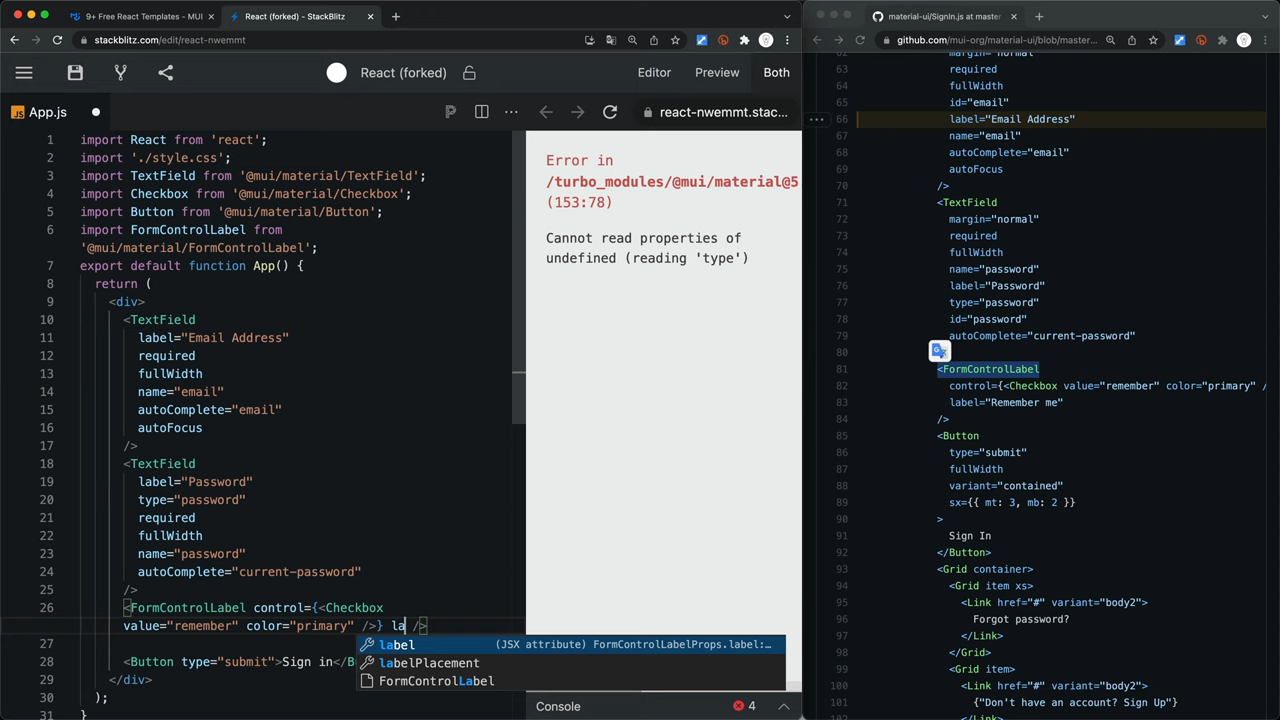 9+ Free React Templates - MUI
React (forked) - StackBlitz
stackblitz.com/edit/react-nwemmt
React (forked)
Editor
Preview
Both
JS App.js
react-nwemmt.stac...
1 import React from 'react';
2 import './style.css';
3 import TextField from '@mui/material/TextField';
4 import Checkbox from '@mui/material/Checkbox';
5 import Button from '@mui/material/Button';
6 import FormControlLabel from
'@mui/material/FormControlLabel';
7 export default function App() {
8 return (
9 <div>
10 <TextField
11 label="Email Address"
12 required
13 fullWidth
14 name="email"
15 autoComplete="email"
16 autoFocus
17 />
18 <TextField
19 label="Password"
20 type="password"
21 required
22 fullWidth
23 name="password"
24 autoComplete="current-password"
25 />
26 <FormControlLabel control={<Checkbox
value="remember" color="primary" />} la />
27
28 <Button type="submit">Sign in</B
29 </div>
30 );
31 }
label (JSX attribute) FormControlLabelProps.label:...
labelPlacement
FormControlLabel
Error in
/turbo_modules/@mui/material@5
(153:78)
Cannot read properties of
undefined (reading 'type')
Console
4
material-ui/SignIn.js at master
github.com/mui-org/material-ui/blob/master...
62 margin="normal"
63 required
64 fullWidth
65 id="email"
66 label="Email Address"
67 name="email"
68 autoComplete="email"
69 autoFocus
70 />
71 <TextField
72 margin="normal"
73 required
74 fullWidth
75 name="password"
76 label="Password"
77 type="password"
78 id="password"
79 autoComplete="current-password"
80
81 <FormControlLabel
82 control={<Checkbox value="remember" color="primary" /
83 label="Remember me"
84 />
85 <Button
86 type="submit"
87 fullWidth
88 variant="contained"
89 sx={{ mt: 3, mb: 2 }}
90 >
91 Sign In
92 </Button>
93 <Grid container>
94 <Grid item xs>
95 <Link href="#" variant="body2">
96 Forgot password?
97 </Link>
98 </Grid>
99 <Grid item>
100 <Link href="#" variant="body2">
101 {"Don't have an account? Sign Up"}
102 </Link>